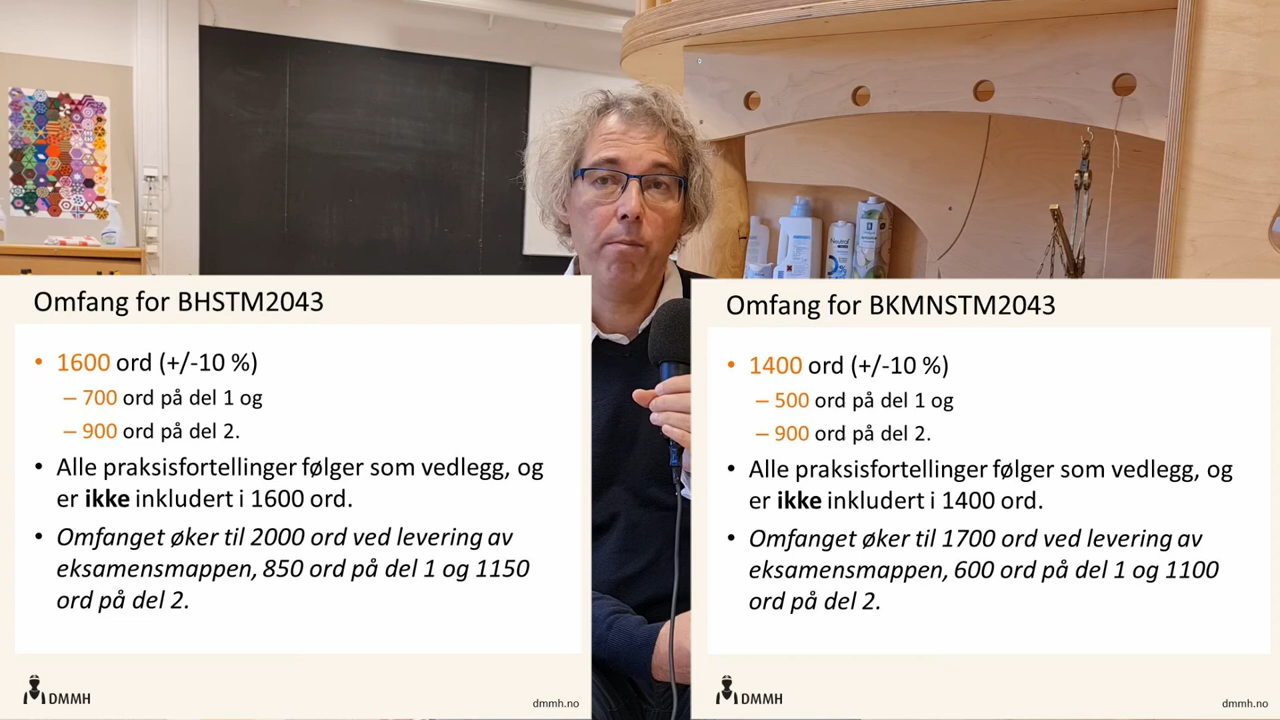 Omfang for BHSTM2043
• 1600 ord (+/-10 %)
– 700 ord på del 1 og
– 900 ord på del 2.
• Alle praksisfortellinger følger som vedlegg, og
er ikke inkludert i 1600 ord.
• Omfanget øker til 2000 ord ved levering av
eksamensmappen, 850 ord på del 1 og 1150
ord på del 2.
DMMH
dmmh.no
Omfang for BKMNSTM2043
• 1400 ord (+/-10 %)
– 500 ord på del 1 og
– 900 ord på del 2.
• Alle praksisfortellinger følger som vedlegg, og
er ikke inkludert i 1400 ord.
• Omfanget øker til 1700 ord ved levering av
eksamensmappen, 600 ord på del 1 og 1100
ord på del 2.
DMMH
dmmh.no
Neutral